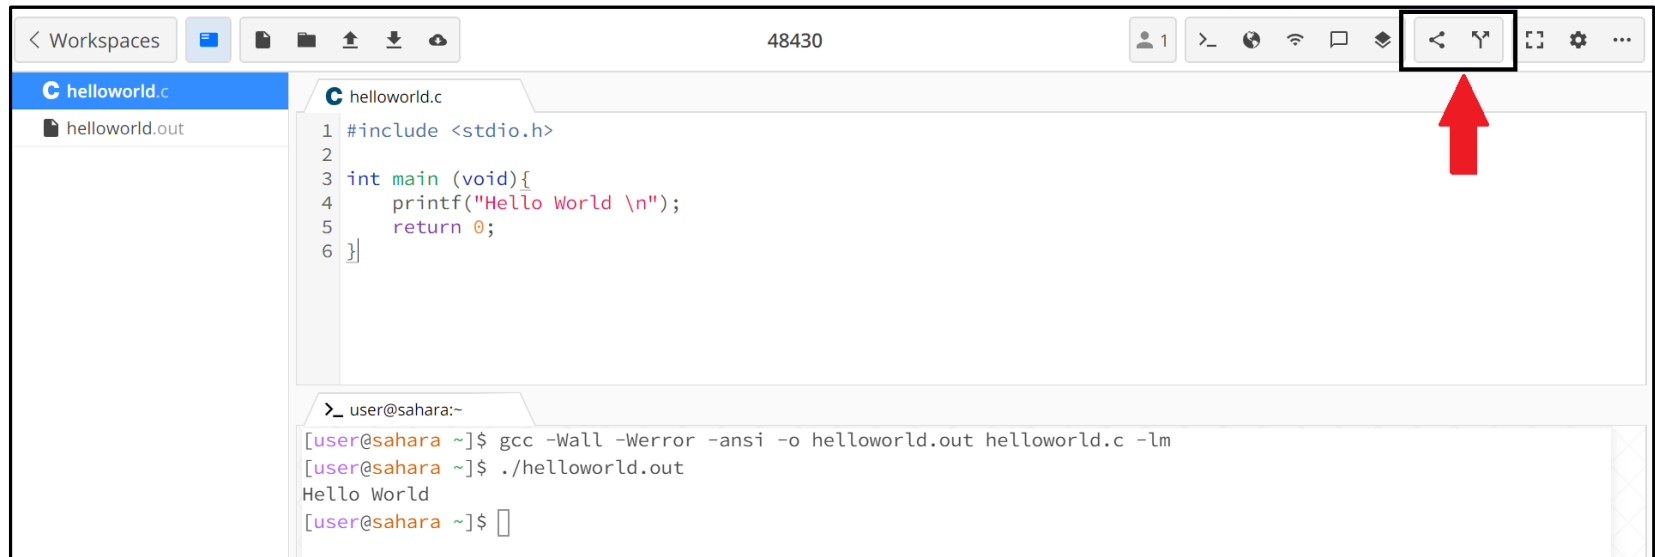 Workspaces
48430
1
helloworld.c
helloworld.out
helloworld.c
1 #include <stdio.h>
2
3 int main (void){
4     printf("Hello World \n");
5     return 0;
6 }
>_ user@sahara:~
[user@sahara ~]$ gcc -Wall -Werror -ansi -o helloworld.out helloworld.c -lm
[user@sahara ~]$ ./helloworld.out
Hello World
[user@sahara ~]$